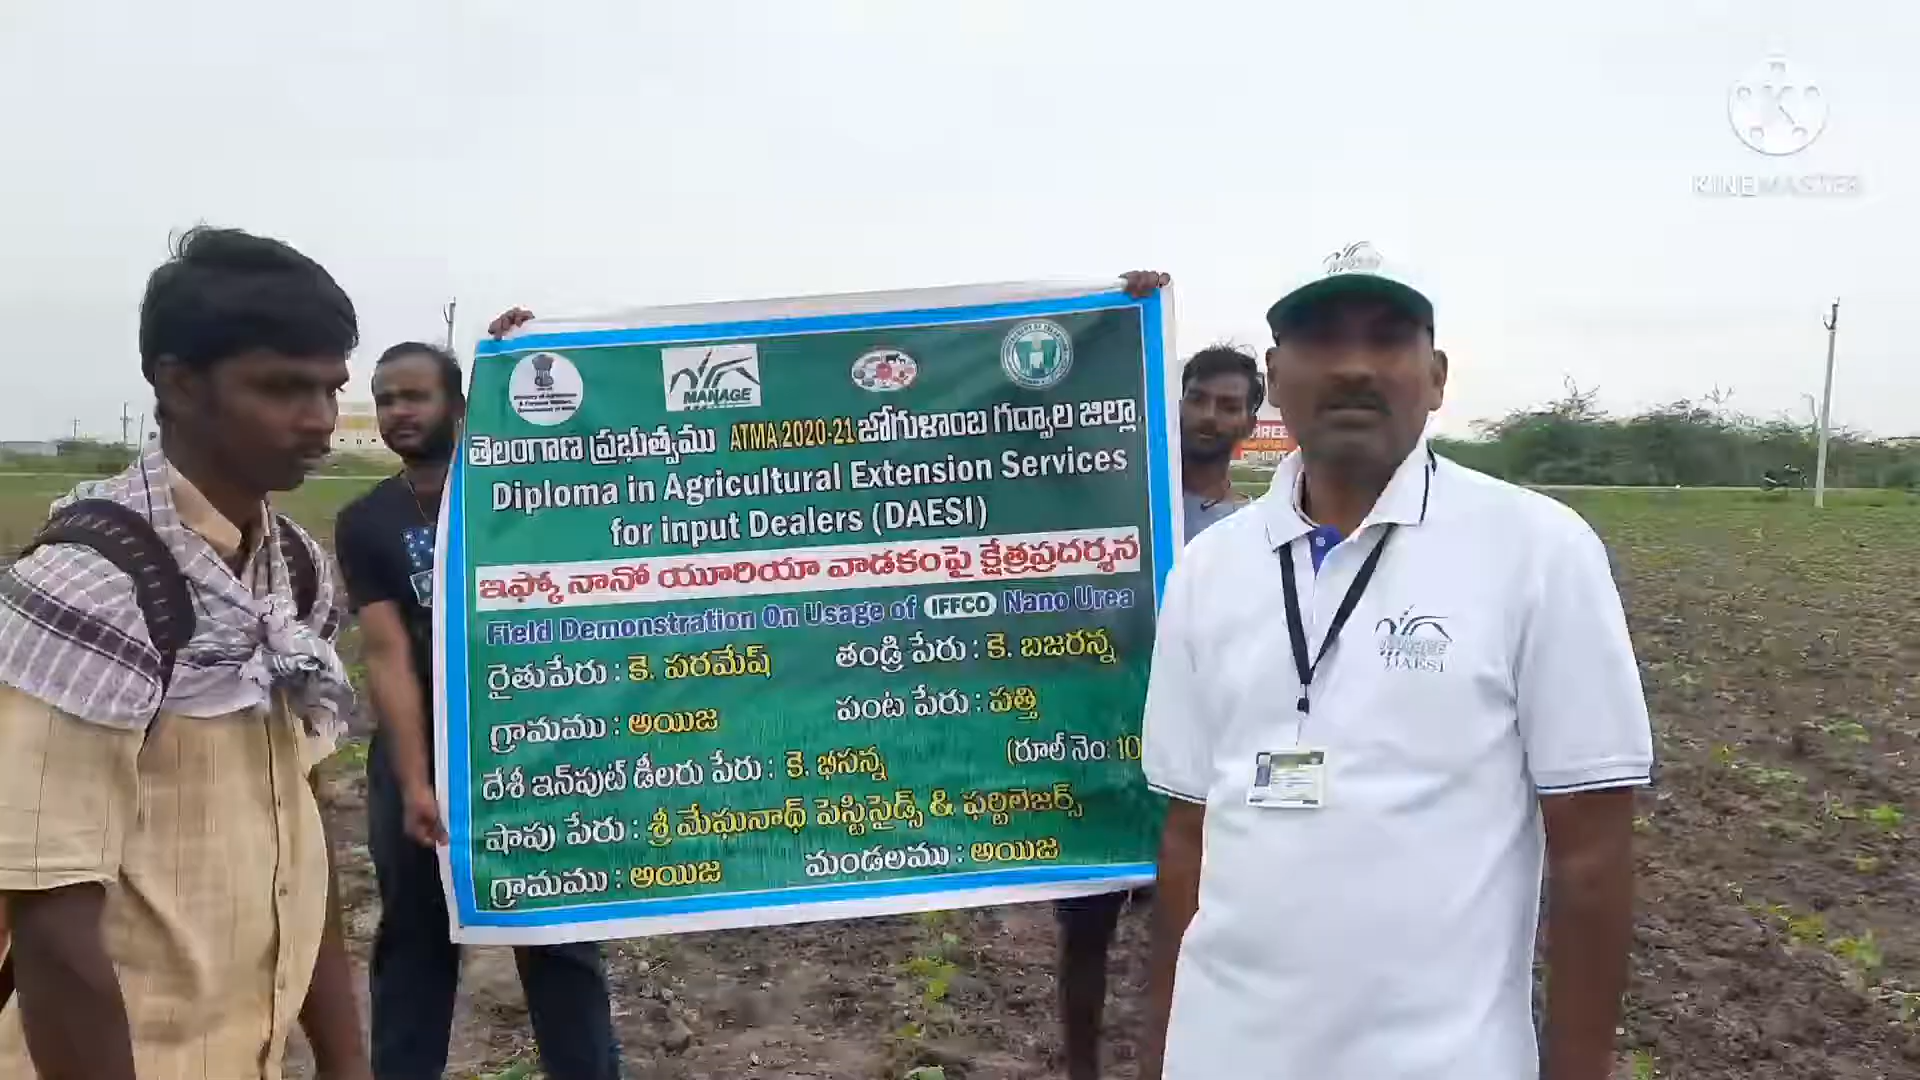 KINEMASTER
MANAGE
తెలంగాణ ప్రభుత్వము ATMA 2020-21 జోగుళాంబ గద్వాల జిల్లా
Diploma in Agricultural Extension Services
for input Dealers (DAESI)
ఇఫ్కో నానో యూరియా వాడకంపై క్షేత్రప్రదర్శన
Field Demonstration On Usage of IFFCO Nano Urea
రైతుపేరు : కె. పరమేష్ తండ్రి పేరు : కె. బజరన్న
గ్రామము : అయిజ పంట పేరు : పత్తి
దేశీ ఇన్‌పుట్ డీలరు పేరు : కె. భీసన్న (రూల్ నెం: 10
షాపు పేరు : శ్రీ మేఘనాథ్ పెస్టిసైడ్స్ & ఫర్టిలైజర్స్
గ్రామము : అయిజ మండలము : అయిజ
DAESI